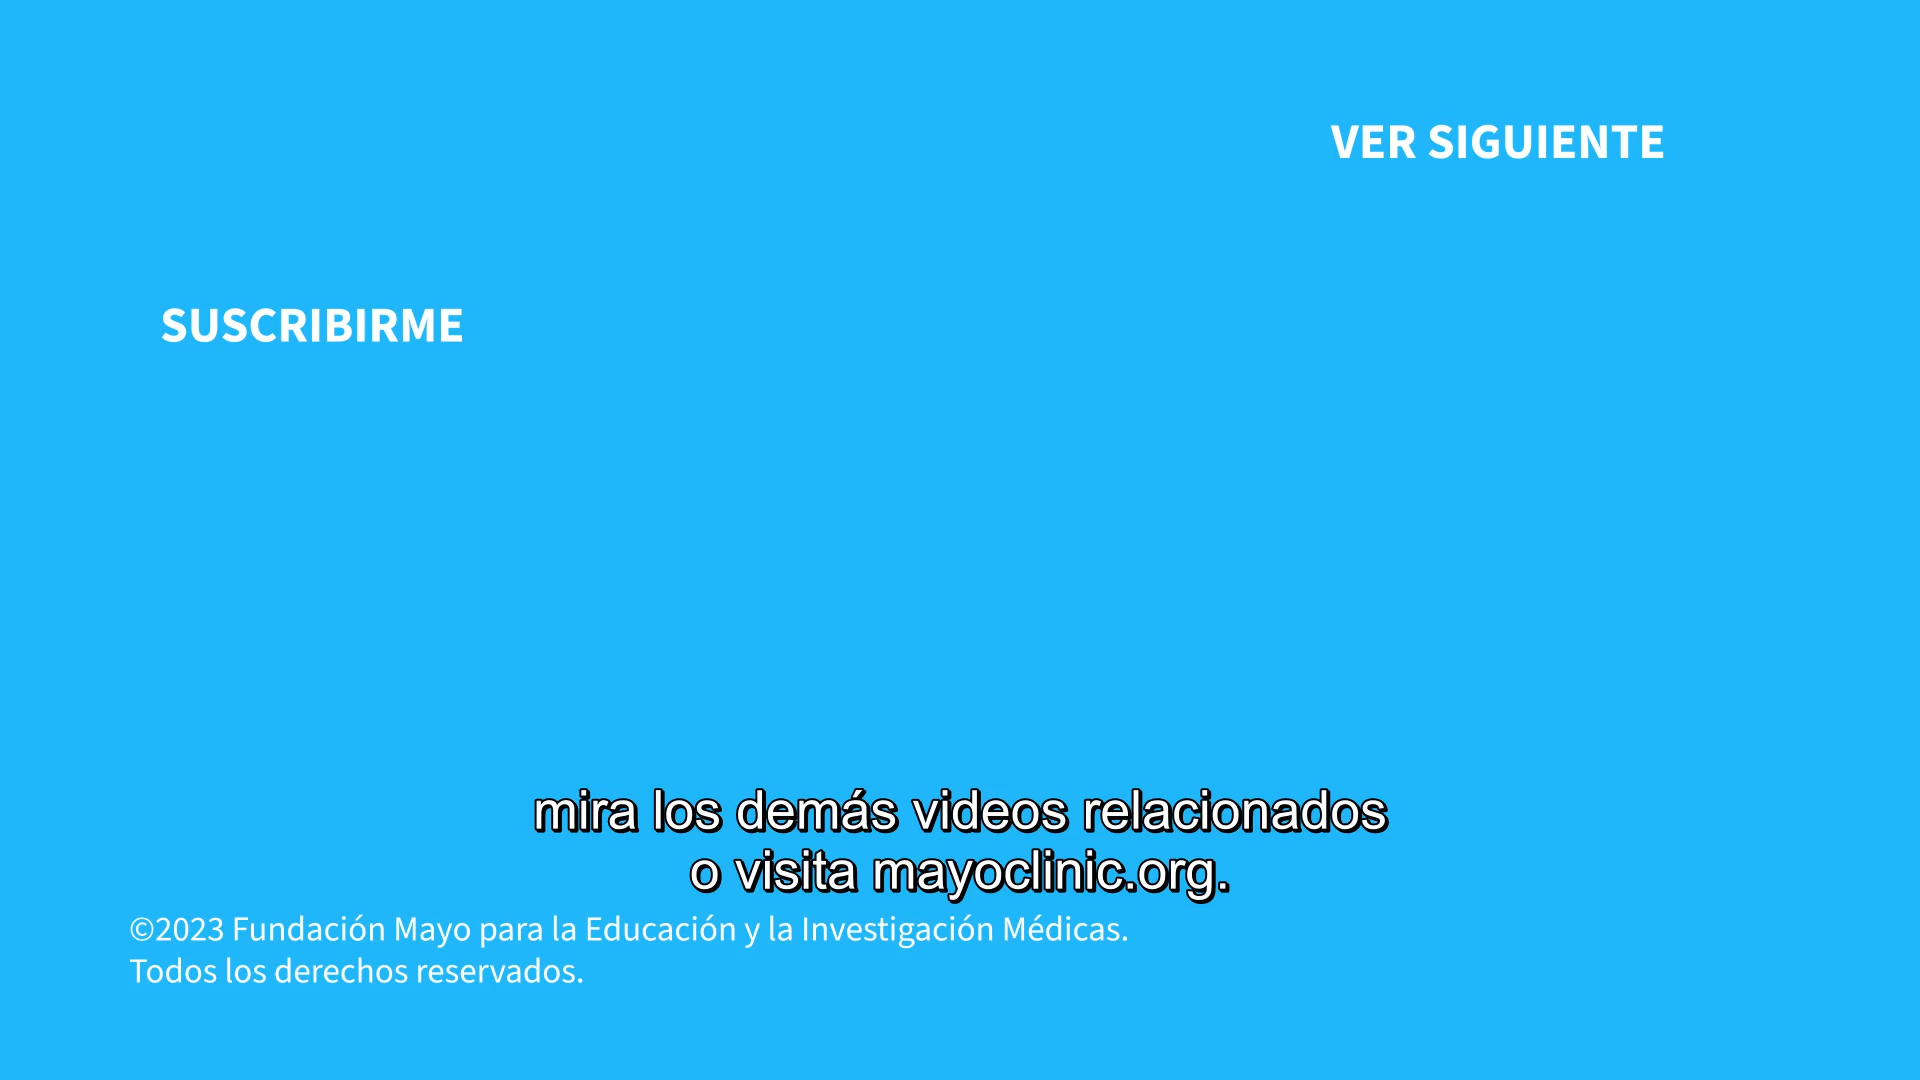 VER SIGUIENTE
SUSCRIBIRME
mira los demás videos relacionados
o visita mayoclinic.org.
©2023 Fundación Mayo para la Educación y la Investigación Médicas.
Todos los derechos reservados.